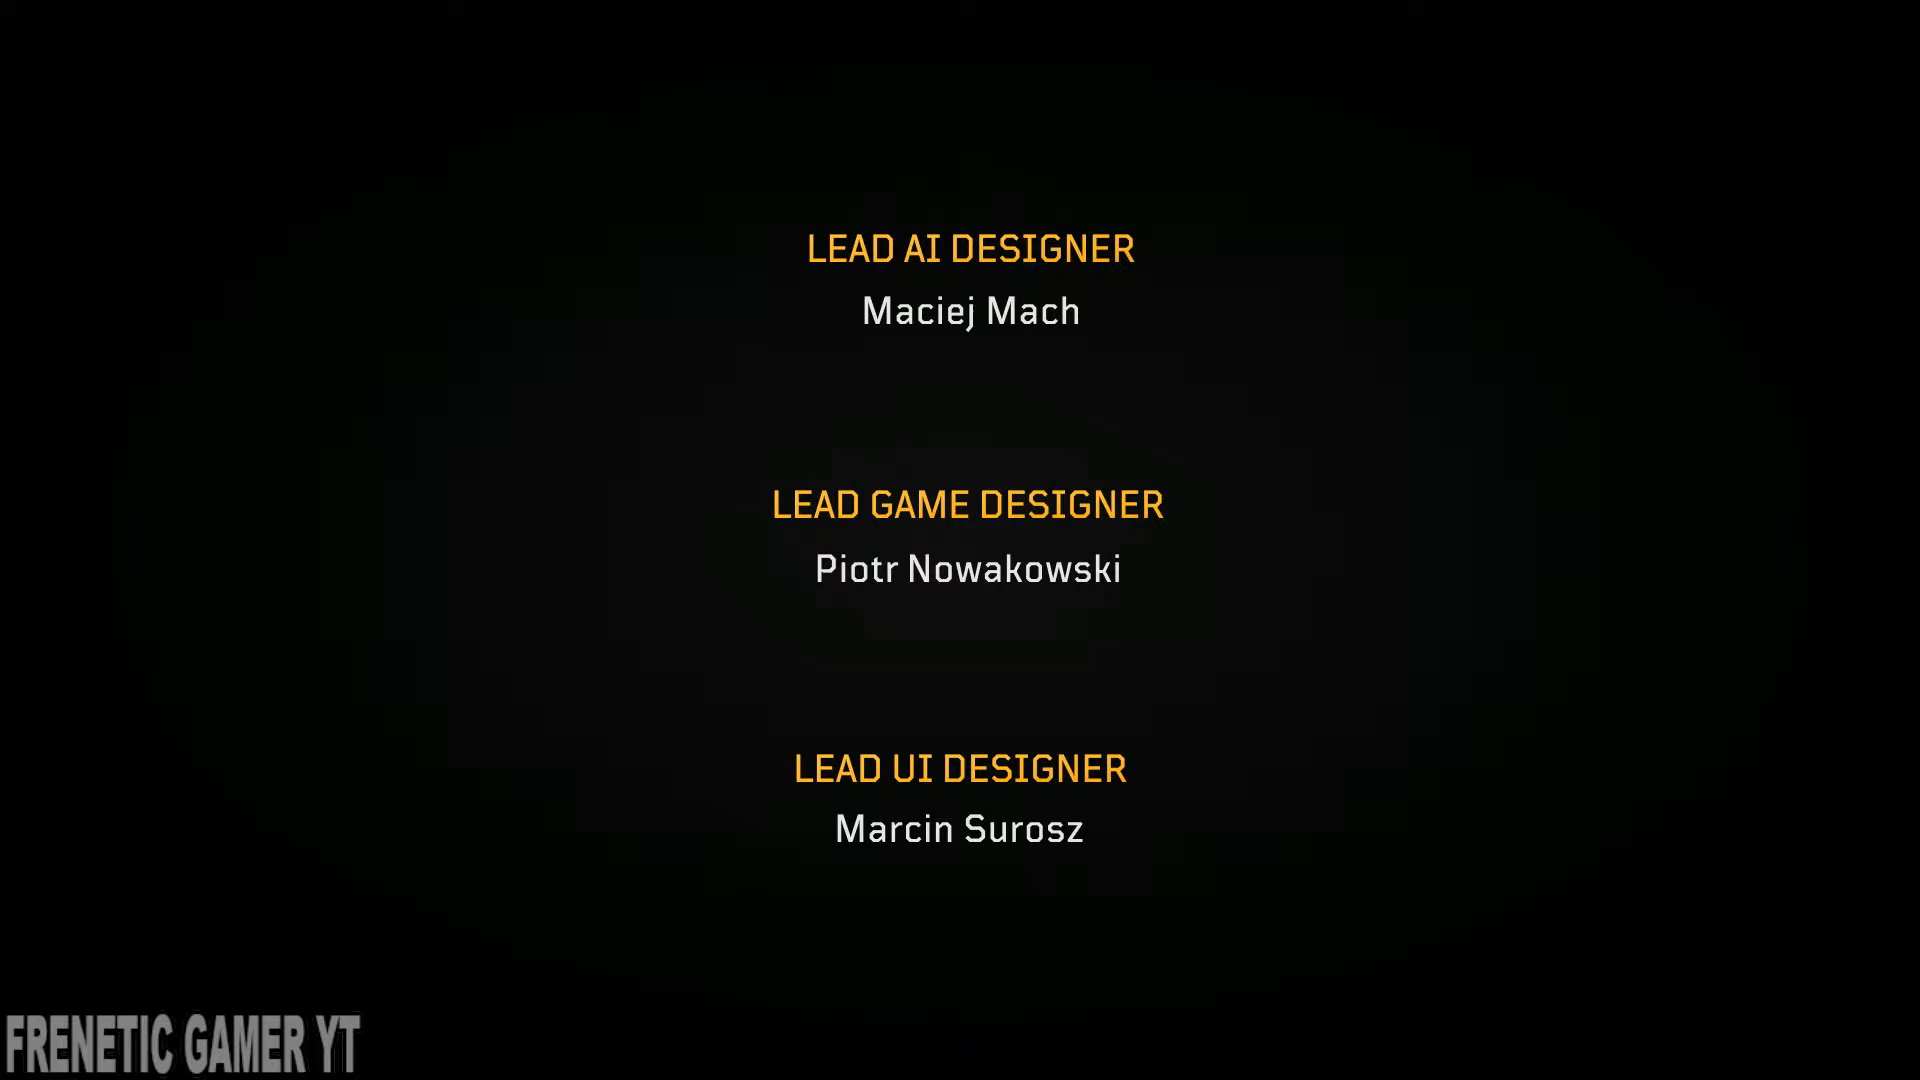 LEAD AI DESIGNER
Maciej Mach
LEAD GAME DESIGNER
Piotr Nowakowski
LEAD UI DESIGNER
Marcin Surosz
FRENETIC GAMER YT